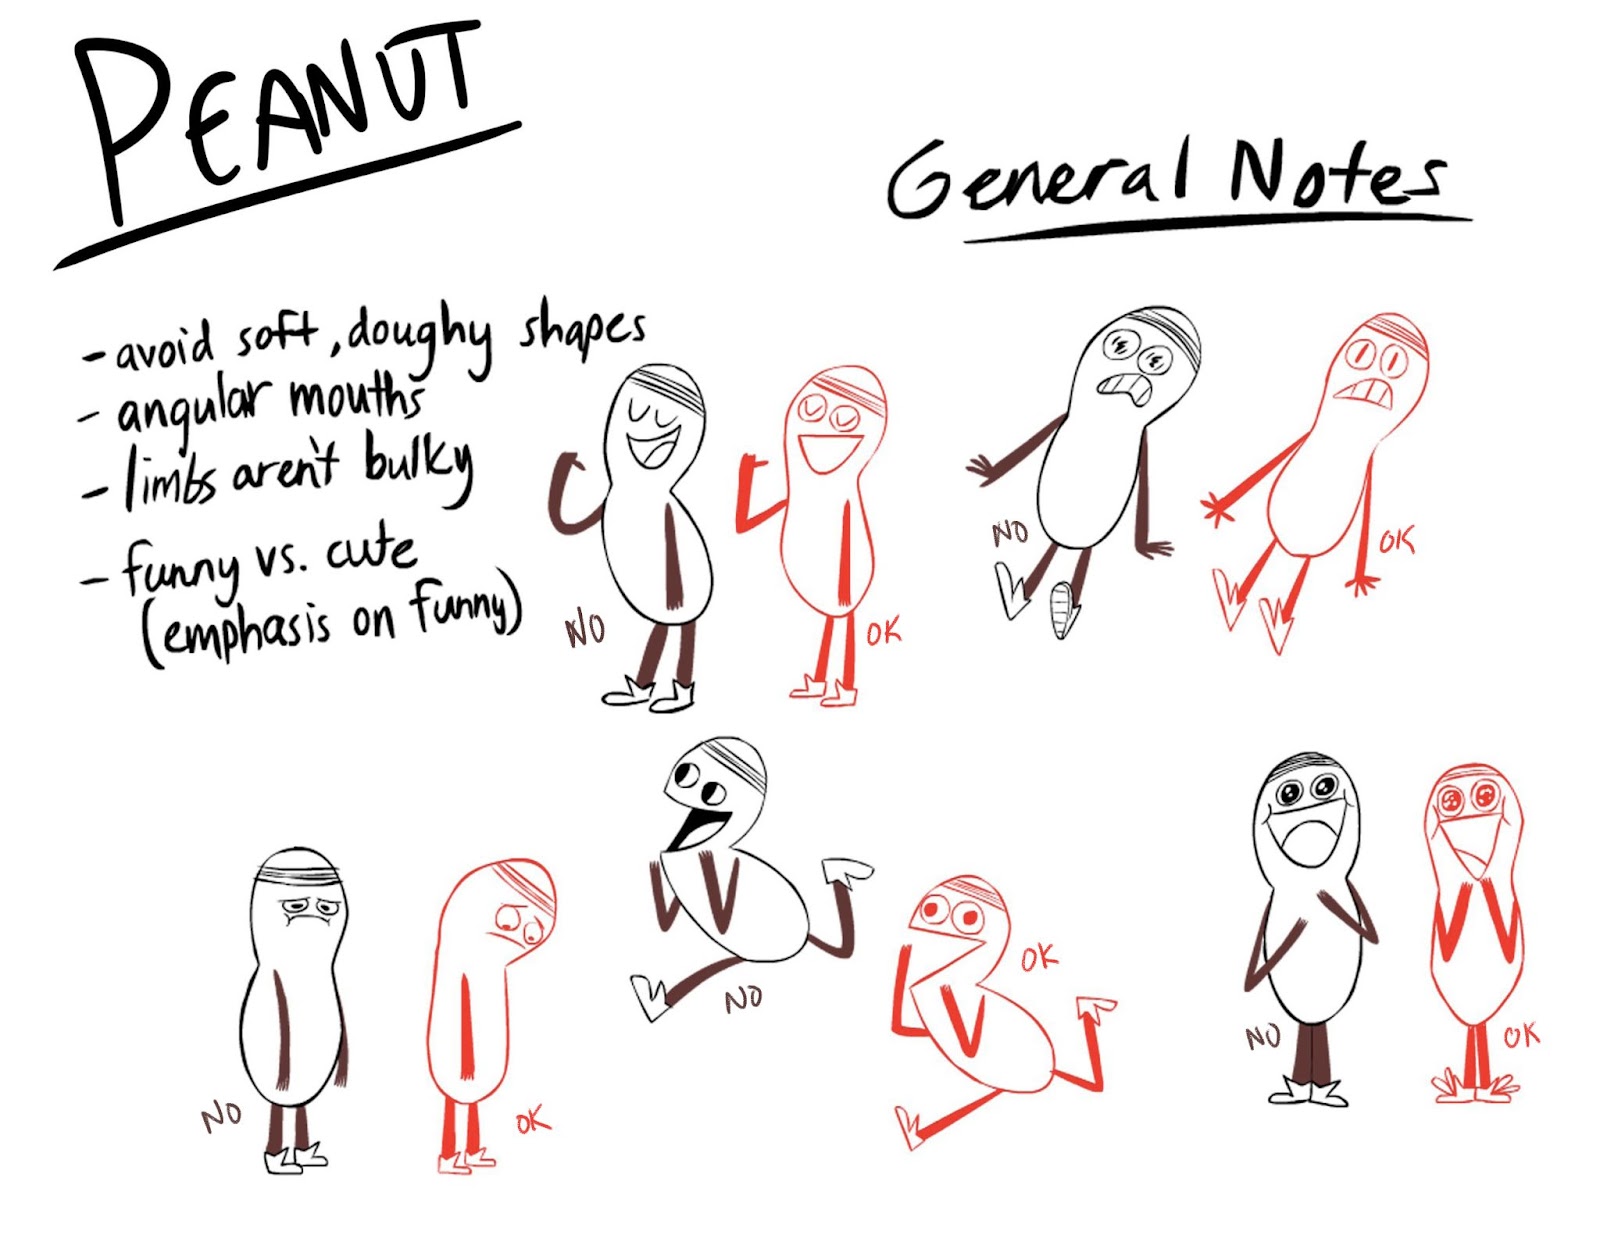 PEANUT
General Notes
- avoid soft, doughy shapes
- angular mouths
- limbs aren't bulky
- funny vs. cute
(emphasis on funny)
NO
OK
NO
OK
NO
OK
NO
OK
NO
OK